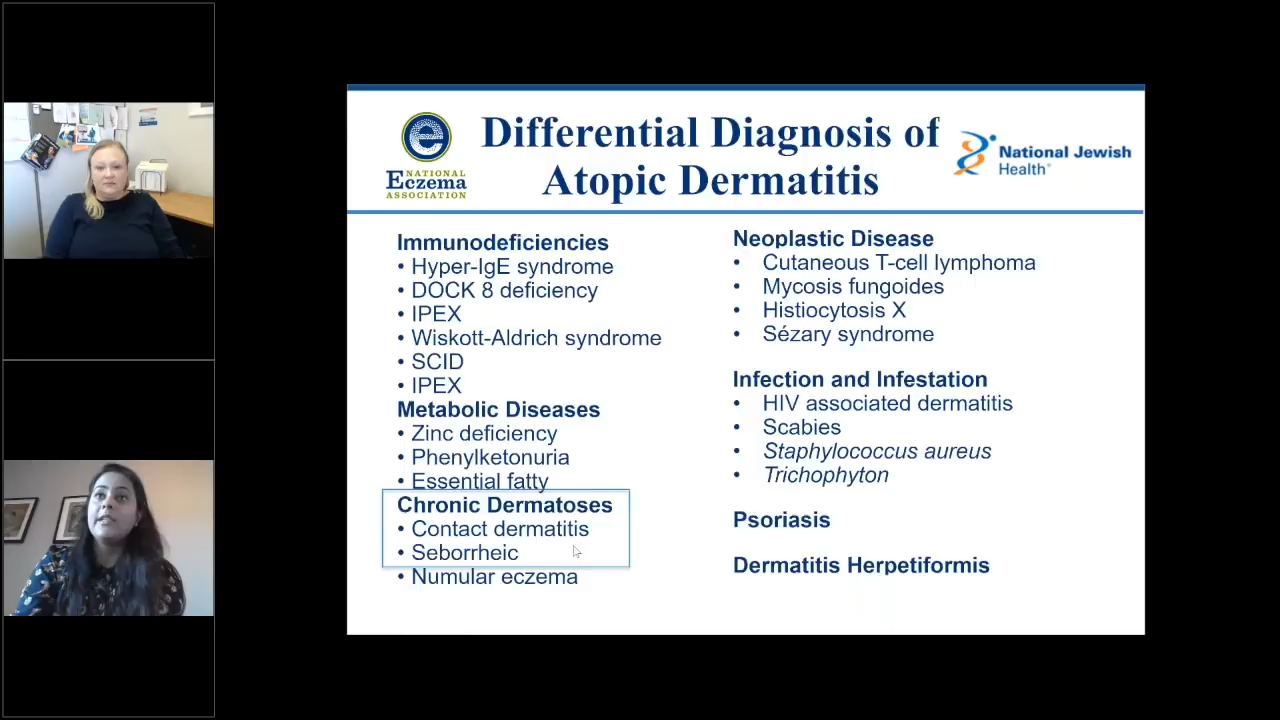 Differential Diagnosis of
Atopic Dermatitis
e
NATIONAL
Eczema
ASSOCIATION
National Jewish
Health®
Immunodeficiencies
• Hyper-IgE syndrome
• DOCK 8 deficiency
• IPEX
• Wiskott-Aldrich syndrome
• SCID
• IPEX
Metabolic Diseases
• Zinc deficiency
• Phenylketonuria
• Essential fatty
Chronic Dermatoses
• Contact dermatitis
• Seborrheic
• Numular eczema
Neoplastic Disease
• Cutaneous T-cell lymphoma
• Mycosis fungoides
• Histiocytosis X
• Sézary syndrome
Infection and Infestation
• HIV associated dermatitis
• Scabies
• Staphylococcus aureus
• Trichophyton
Psoriasis
Dermatitis Herpetiformis